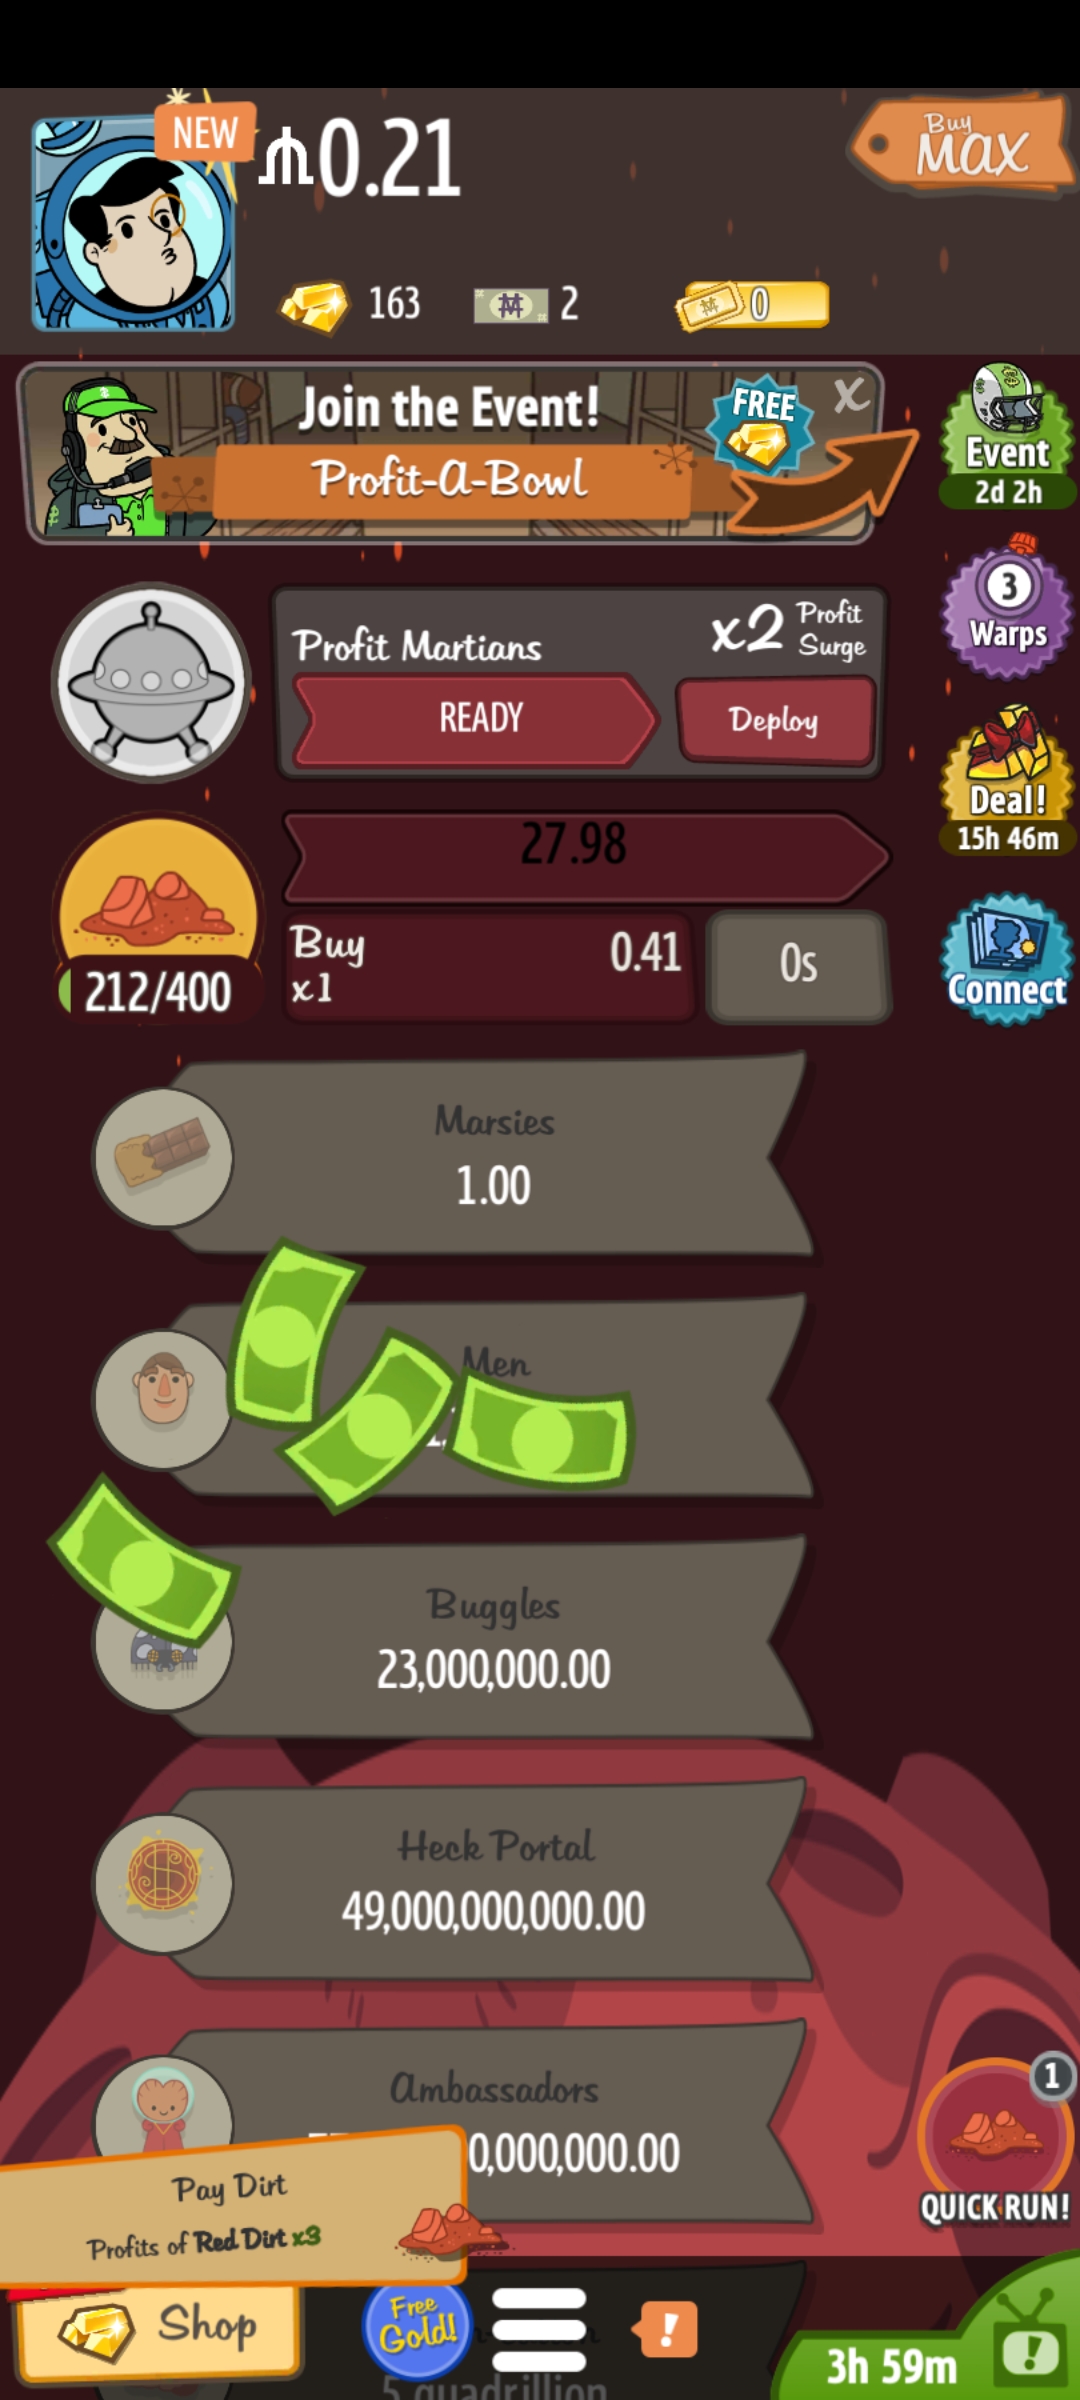 NEW
0.21
Buy
MAX
163
2
0
Join the Event!
FREE
X
Profit-A-Bowl
Event
2d 2h
3
Warps
Profit Martians
x2 Profit
Surge
READY
Deploy
Deal!
15h 46m
27.98
212/400
Buy
x1
0.41
0s
Connect
Marsies
1.00
Men
Buggles
23,000,000.00
Heck Portal
49,000,000,000.00
Ambassadors
0,000,000.00
1
QUICK RUN!
Pay Dirt
Profits of Red Dirt x3
Shop
Free
Gold!
!
3h 59m
!
5 quadrillion